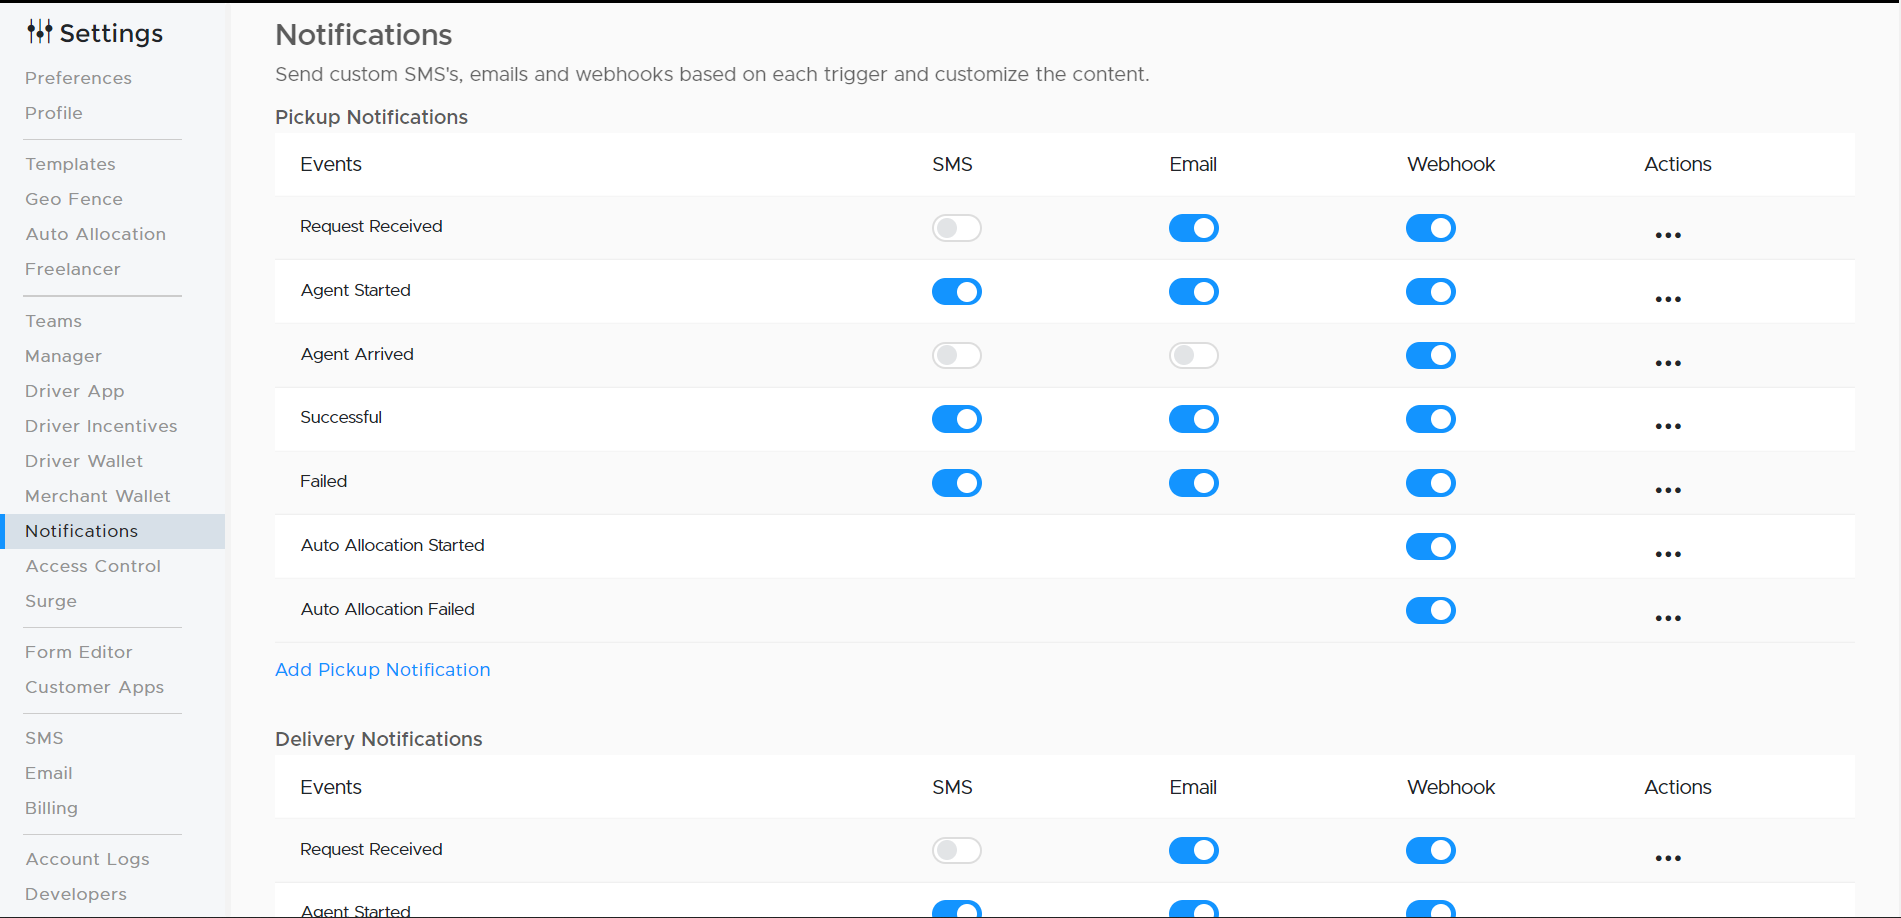 Settings
Preferences
Profile
Templates
Geo Fence
Auto Allocation
Freelancer
Teams
Manager
Driver App
Driver Incentives
Driver Wallet
Merchant Wallet
Notifications
Access Control
Surge
Form Editor
Customer Apps
SMS
Email
Billing
Account Logs
Developers
Notifications
Send custom SMS's, emails and webhooks based on each trigger and customize the content.
Pickup Notifications
Events SMS Email Webhook Actions
Request Received
Agent Started
Agent Arrived
Successful
Failed
Auto Allocation Started
Auto Allocation Failed
Add Pickup Notification
Delivery Notifications
Events SMS Email Webhook Actions
Request Received
Agent Started